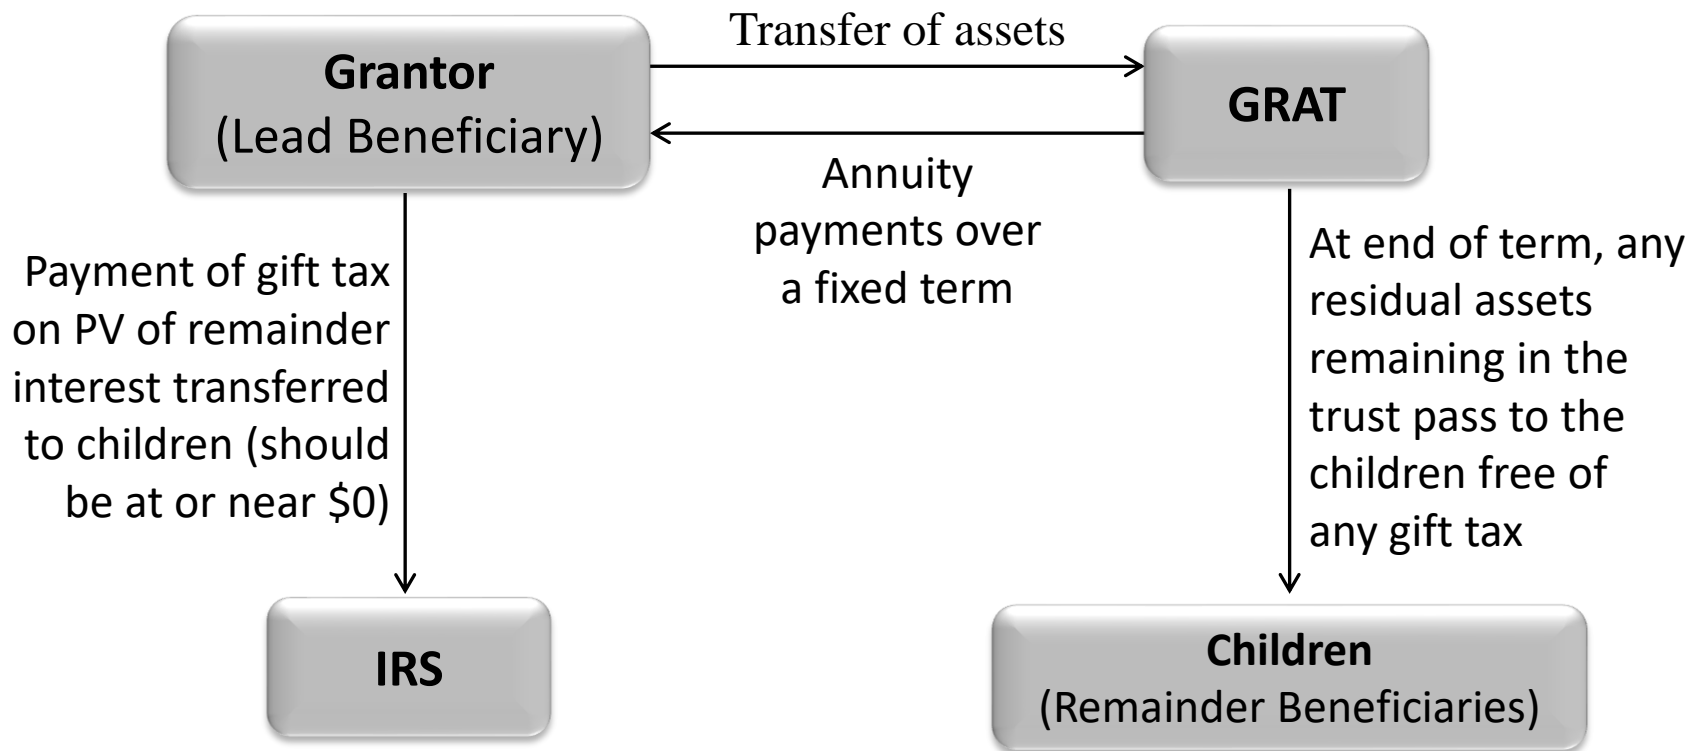 Transfer of assets
Grantor
(Lead Beneficiary)
GRAT
Annuity
payments over
a fixed term
Payment of gift tax
on PV of remainder
interest transferred
to children (should
be at or near $0)
At end of term, any
residual assets
remaining in the
trust pass to the
children free of
any gift tax
IRS
Children
(Remainder Beneficiaries)